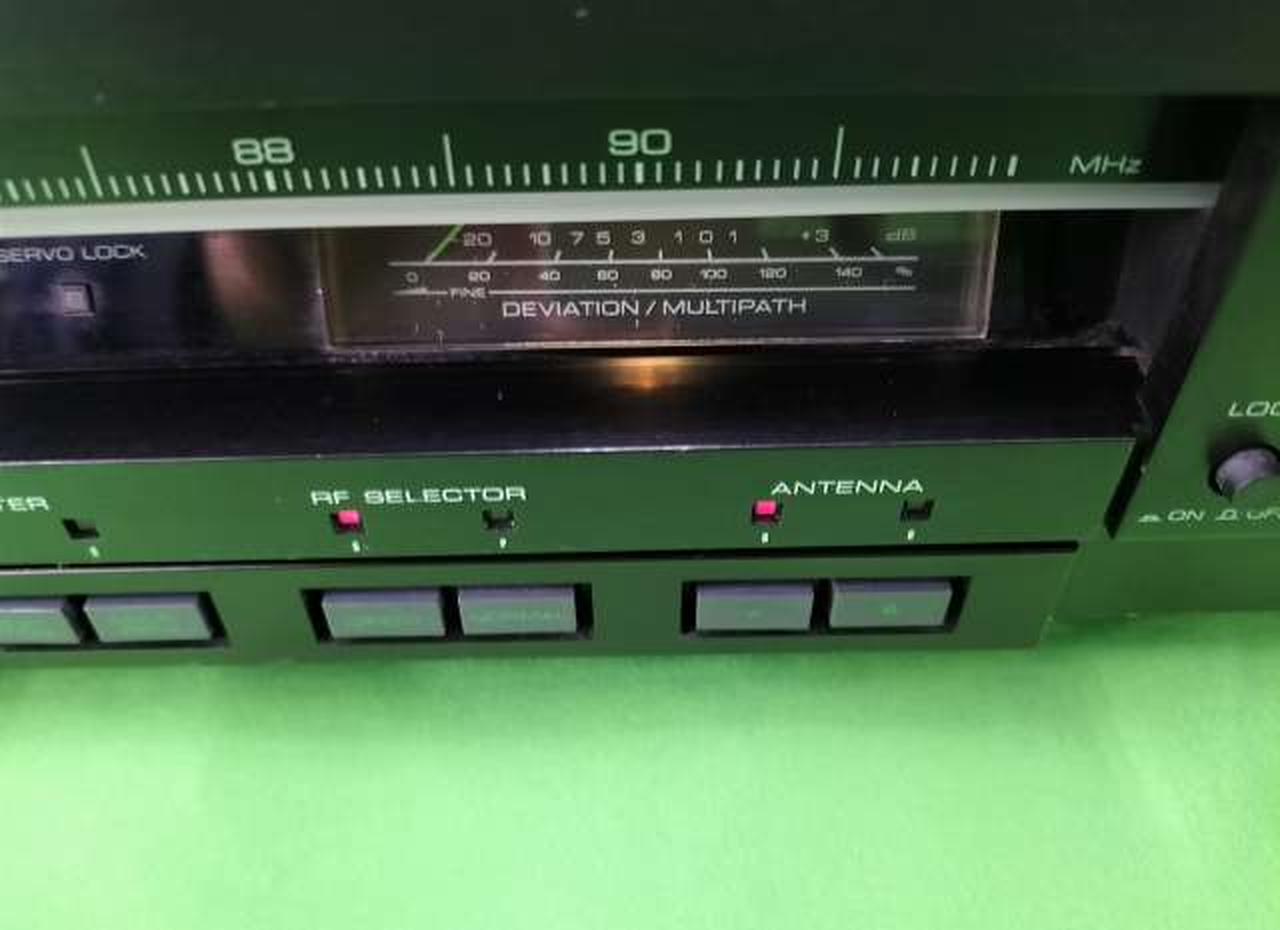 88 90 MHz
SERVO LOCK
20 10 7 5 3 1 0 1 +3 dB
0 20 40 60 80 100 120 140 %
FINE
DEVIATION / MULTIPATH
RF SELECTOR
ANTENNA
ON